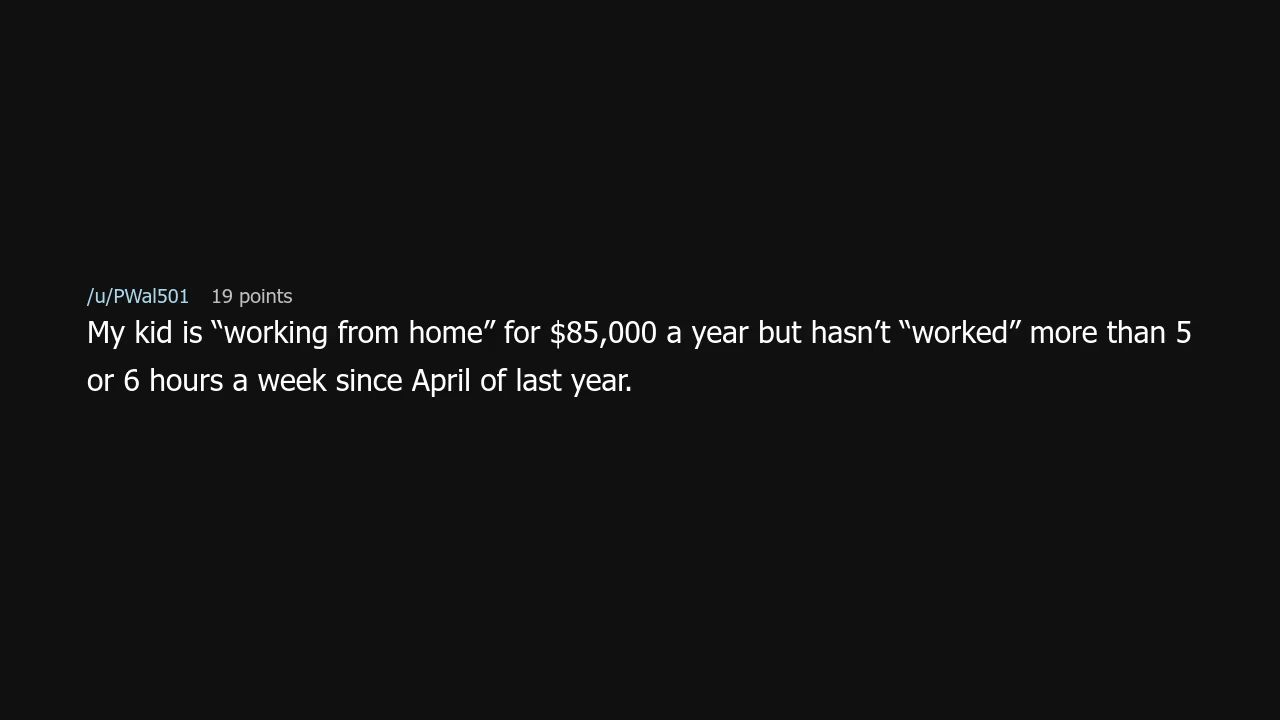 /u/PWal501 19 points
My kid is “working from home” for $85,000 a year but hasn’t “worked” more than 5
or 6 hours a week since April of last year.